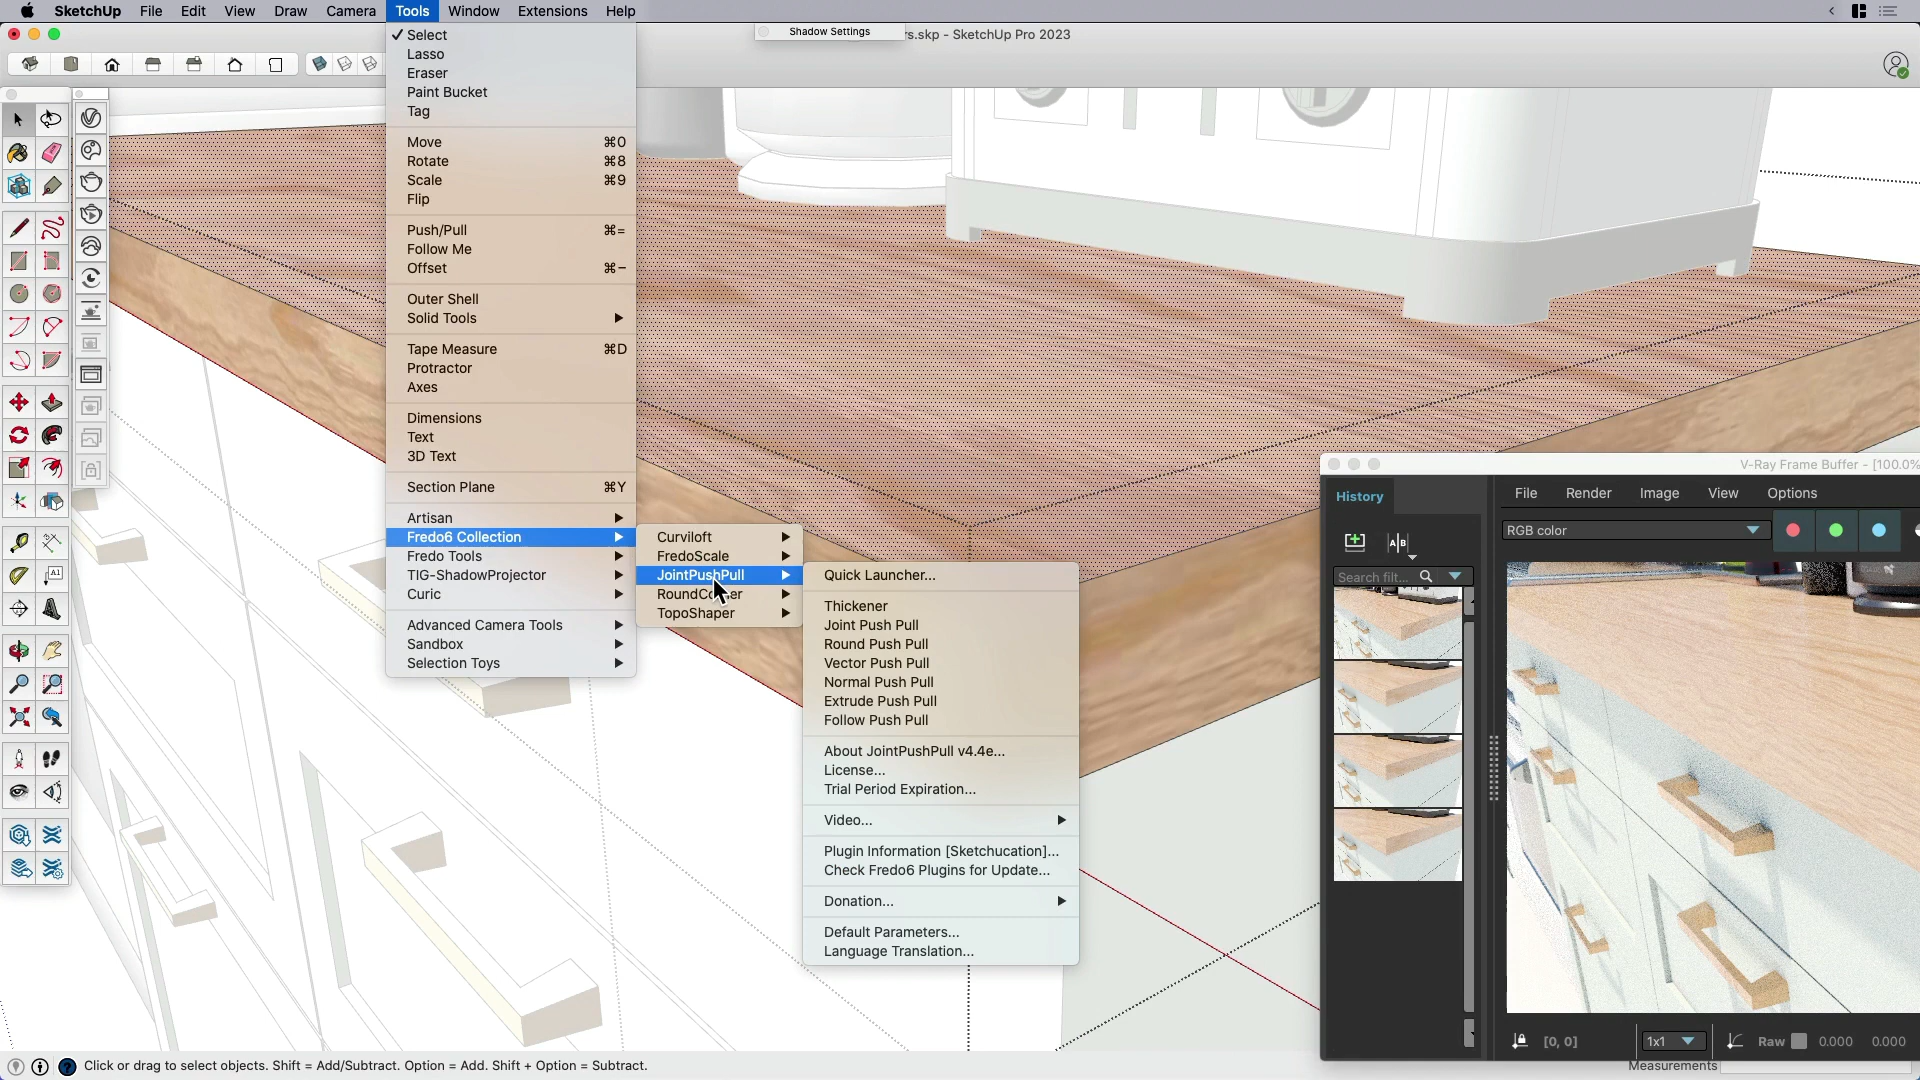 SketchUp File Edit View Draw Camera Tools Window Extensions Help
Shadow Settings
rs.skp - SketchUp Pro 2023
✓ Select
Lasso
Eraser
Paint Bucket
Tag
Move ⌘0
Rotate ⌘8
Scale ⌘9
Flip
Push/Pull ⌘=
Follow Me
Offset ⌘−
Outer Shell
Solid Tools
Tape Measure ⌘D
Protractor
Axes
Dimensions
Text
3D Text
Section Plane ⌘Y
Artisan
Fredo6 Collection
Fredo Tools
TIG-ShadowProjector
Curic
Advanced Camera Tools
Sandbox
Selection Toys
Curviloft
FredoScale
JointPushPull
TopoShaper
Quick Launcher...
Thickener
Joint Push Pull
Round Push Pull
Vector Push Pull
Normal Push Pull
Extrude Push Pull
Follow Push Pull
About JointPushPull v4.4e...
License...
Trial Period Expiration...
Video...
Plugin Information [Sketchucation]...
Check Fredo6 Plugins for Update...
Donation...
Default Parameters...
Language Translation...
V-Ray Frame Buffer - [100.0%
History
File Render Image View Options
RGB color
A|B
Search filt...
[0, 0]
1x1
Raw 0.000 0.000
Click or drag to select objects. Shift = Add/Subtract. Option = Add. Shift + Option = Subtract.
Measurements